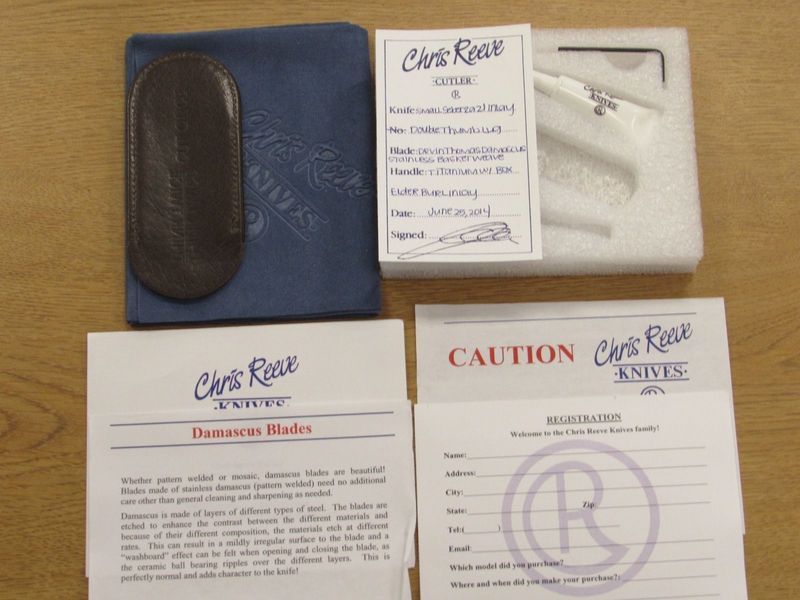 Chris Reeve
KNIVES
R
Chris Reeve
·CUTLER·
R
Knife: Small Sebenza 21 Inlay
No: Double Thumb Lug
Blade: Devin Thomas Damascus
Stainless Basketweave
Handle: Titanium w/ Box
Elder Burl Inlay
Date: June 25, 2014
Signed:
Chris Reeve
KNIVES
R
Chris Reeve
·KNIVES·
Damascus Blades
Whether pattern welded or mosaic, damascus blades are beautiful!
Blades made of stainless damascus (pattern welded) need no additional
care other than general cleaning and sharpening as needed.
Damascus is made of layers of different types of steel. The blades are
etched to enhance the contrast between the different materials and
because of their different composition, the materials etch at different
rates. This can result in a mildly irregular surface to the blade and a
"washboard" effect can be felt when opening and closing the blade, as
the ceramic ball bearing ripples over the different layers. This is
perfectly normal and adds character to the knife!
CAUTION
Chris Reeve
·KNIVES·
REGISTRATION
Welcome to the Chris Reeve Knives family!
Name:
Address:
City:
State: Zip
Tel:( )
Email:
Which model did you purchase?
Where and when did you make your purchase?:
CR